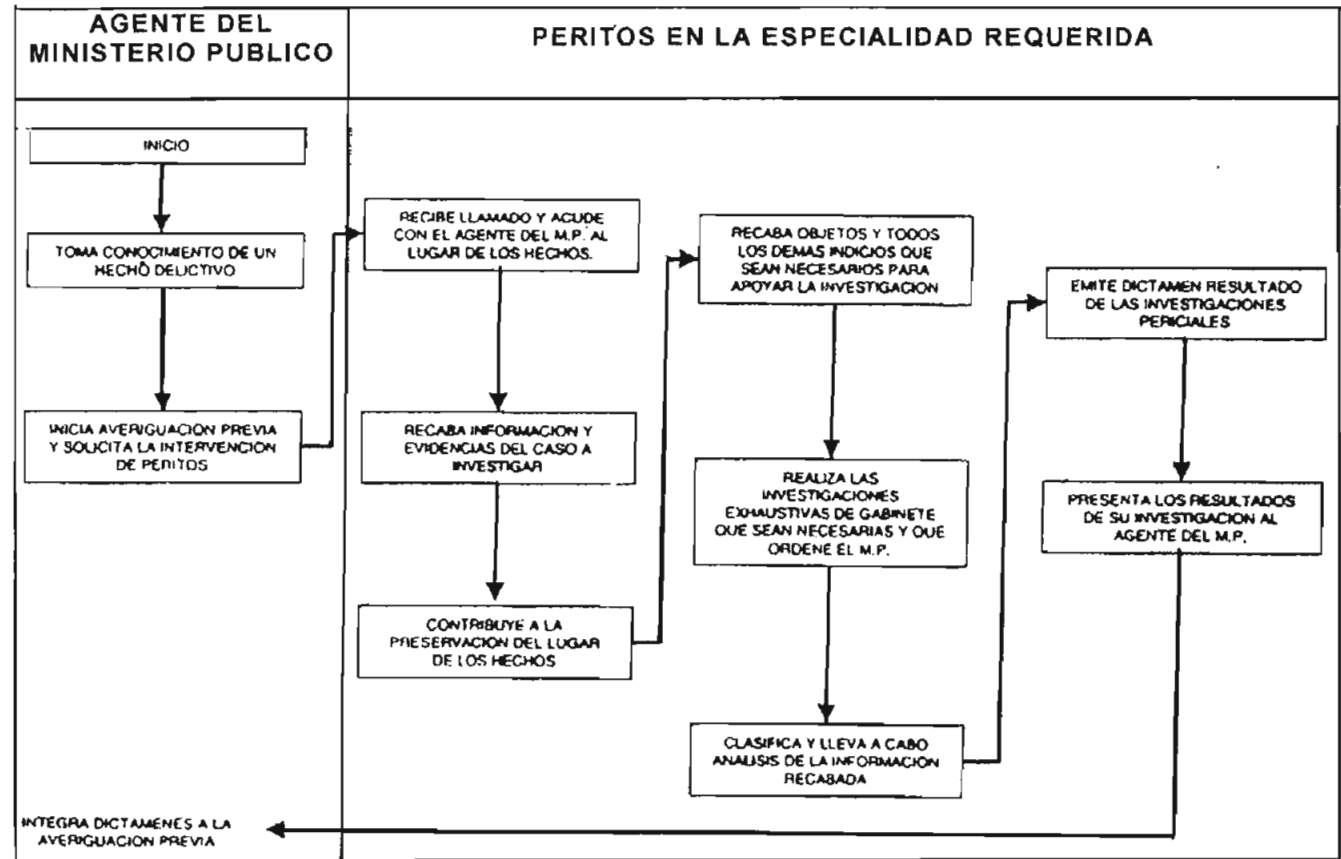 AGENTE DEL
MINISTERIO PUBLICO
PERITOS EN LA ESPECIALIDAD REQUERIDA
INICIO
TOMA CONOCIMIENTO DE UN
HECHO DELICTIVO
INICIA AVERIGUACION PREVIA
Y SOLICITA LA INTERVENCION
DE PERITOS
RECIBE LLAMADO Y ACUDE
CON EL AGENTE DEL M.P. AL
LUGAR DE LOS HECHOS.
RECABA INFORMACION Y
EVIDENCIAS DEL CASO A
INVESTIGAR
CONTRIBUYE A LA
PRESERVACION DEL LUGAR
DE LOS HECHOS
RECABA OBJETOS Y TODOS
LOS DEMAS INDICIOS QUE
SEAN NECESARIOS PARA
APOYAR LA INVESTIGACION
REALIZA LAS
INVESTIGACIONES
EXHAUSTIVAS DE GABINETE
QUE SEAN NECESARIAS Y QUE
ORDENE EL M.P.
CLASIFICA Y LLEVA A CABO
ANALISIS DE LA INFORMACION
RECABADA
EMITE DICTAMEN RESULTADO
DE LAS INVESTIGACIONES
PERICIALES
PRESENTA LOS RESULTADOS
DE SU INVESTIGACION AL
AGENTE DEL M.P.
INTEGRA DICTAMENES A LA
AVERIGUACION PREVIA